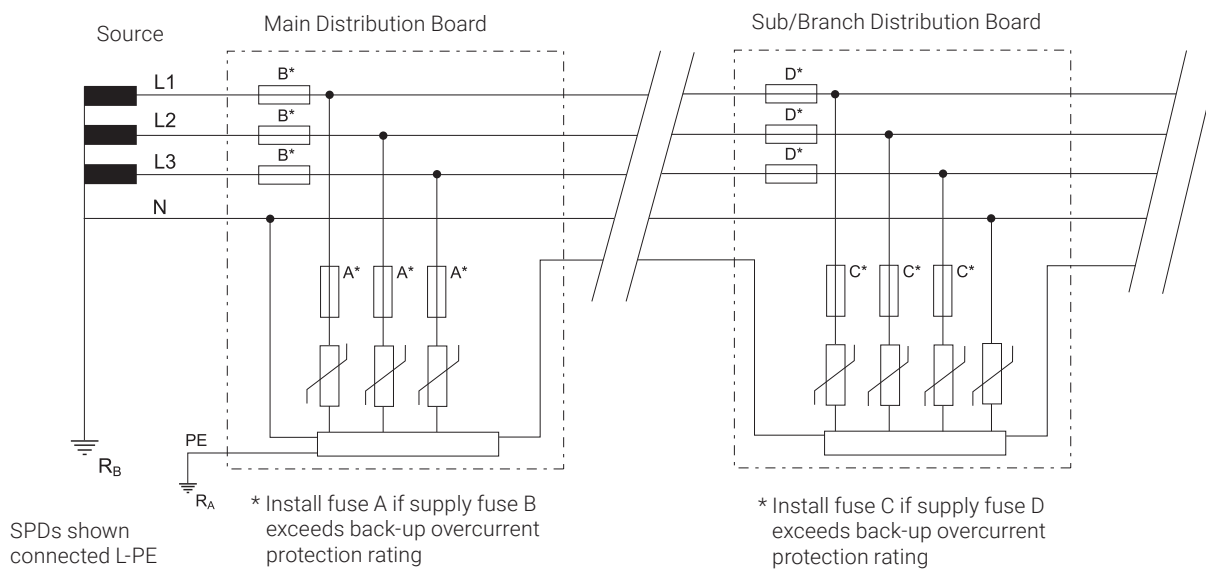 Source
Main Distribution Board
Sub/Branch Distribution Board
L1
B*
D*
L2
B*
D*
L3
B*
D*
N
A*
A*
A*
C*
C*
C*
PE
RB
RA
SPDs shown
connected L-PE
* Install fuse A if supply fuse B
exceeds back-up overcurrent
protection rating
* Install fuse C if supply fuse D
exceeds back-up overcurrent
protection rating